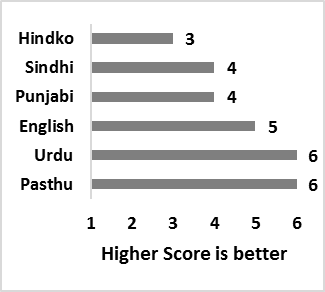 Hindko 3
Sindhi 4
Punjabi 4
English 5
Urdu 6
Pasthu 6
1 2 3 4 5 6
Higher Score is better